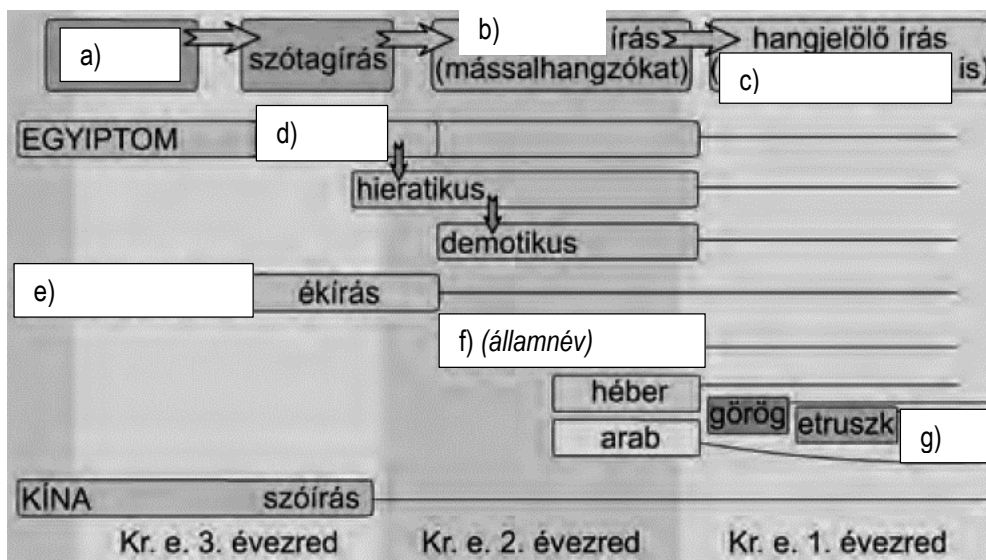 a)
szótagírás
b)
írás
(mássalhangzókat)
hangjelölő írás
( c) is)
EGYIPTOM d)
hieratikus
demotikus
e) ékírás
f) (államnév)
héber
görög
etruszk
g)
arab
KÍNA szóírás
Kr. e. 3. évezred Kr. e. 2. évezred Kr. e. 1. évezred